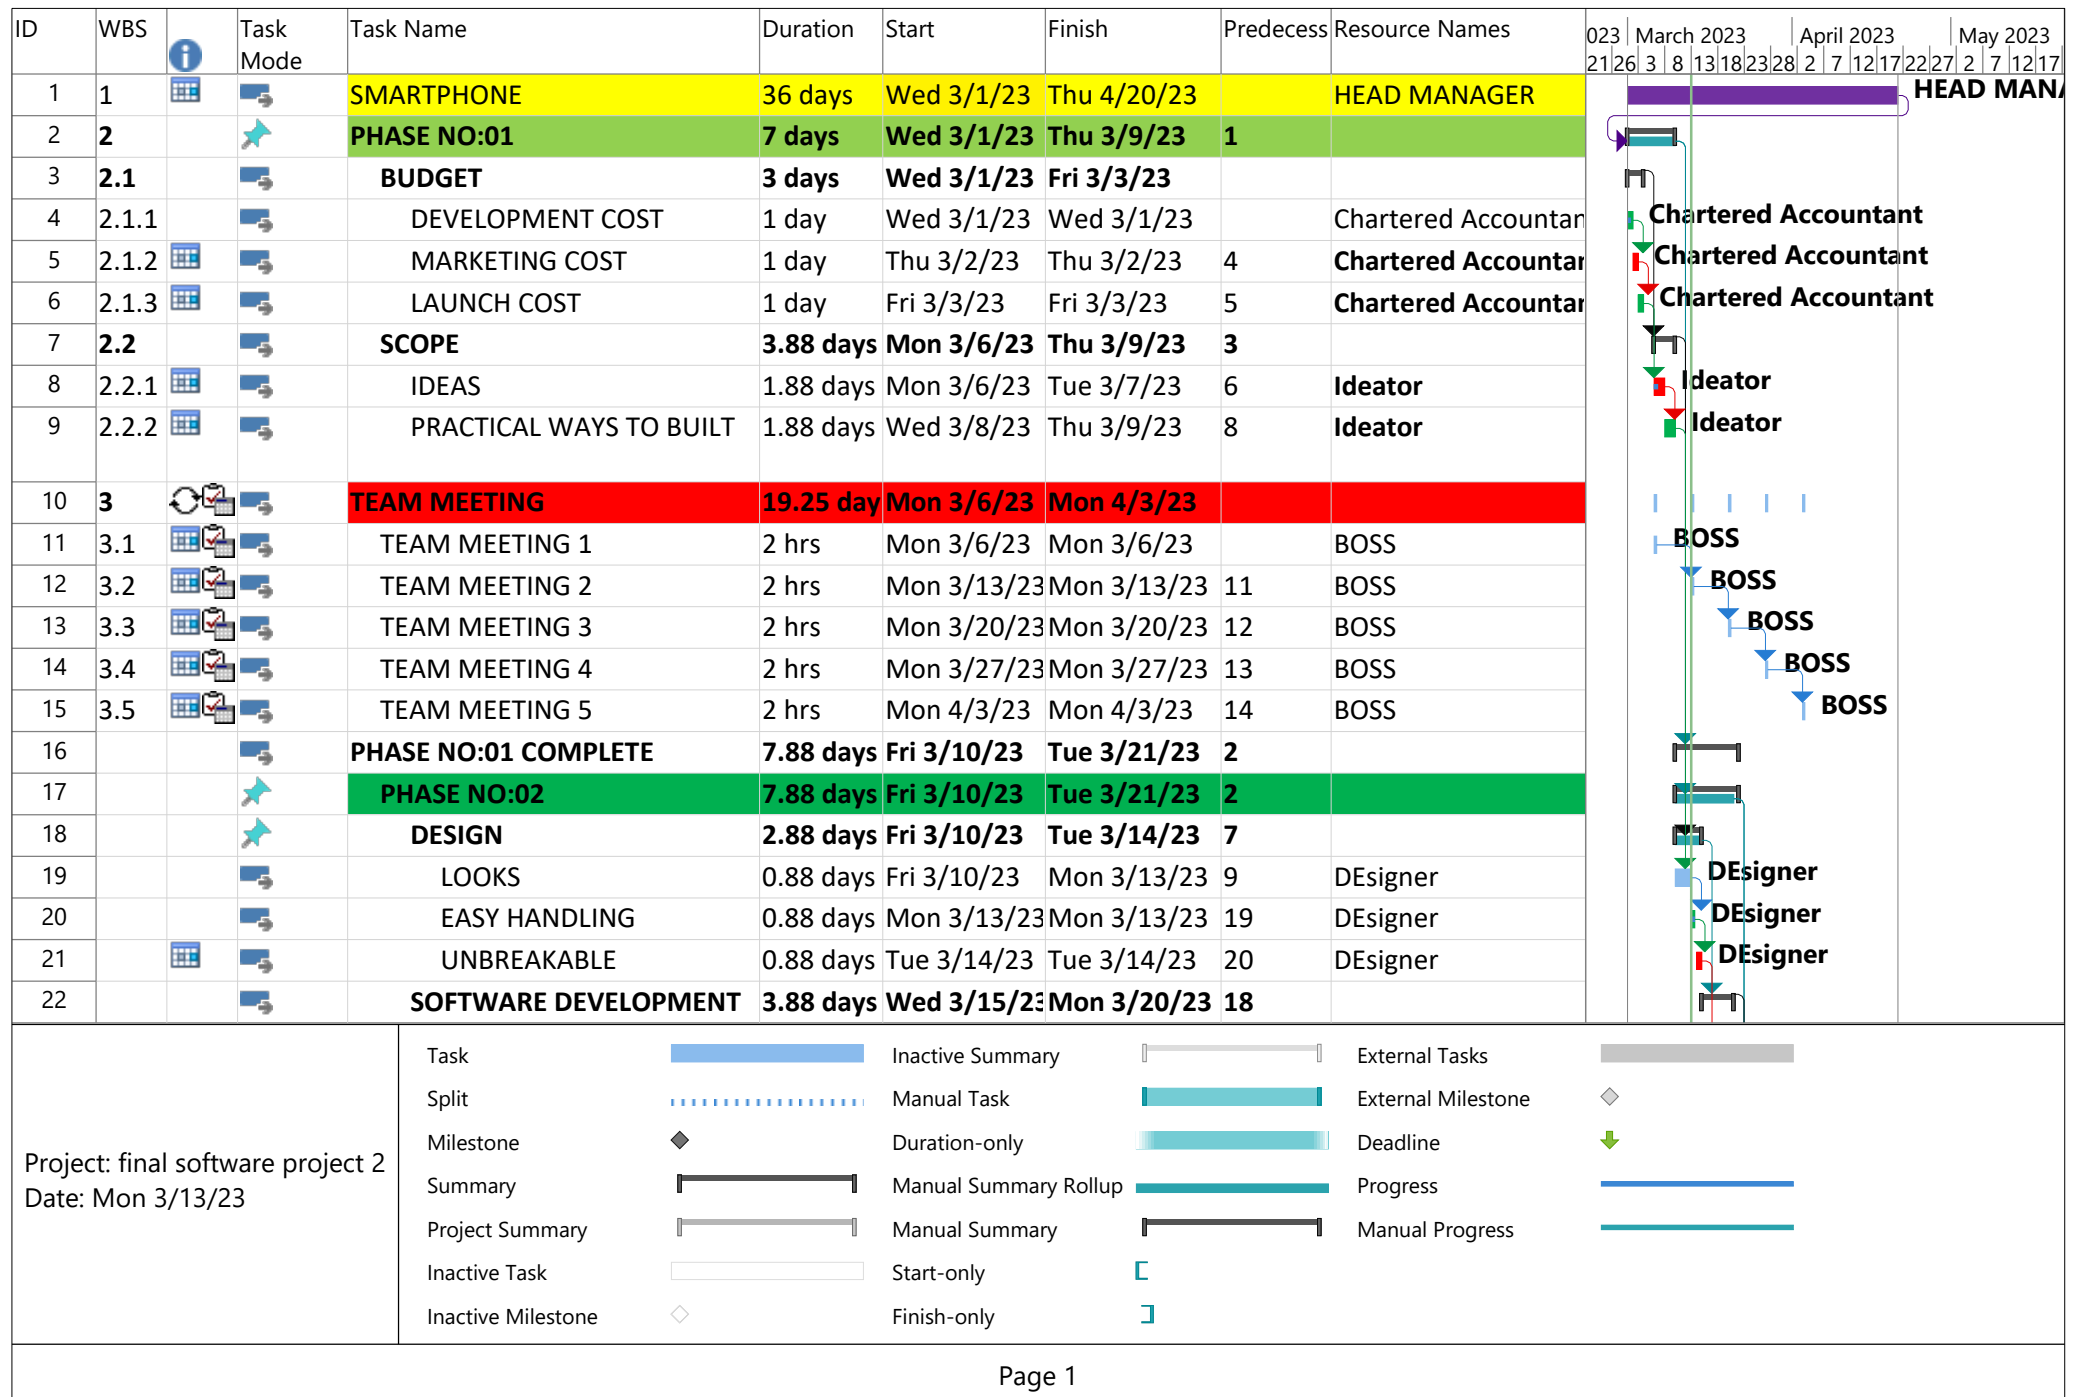 ID WBS Task Mode Task Name Duration Start Finish Predecess Resource Names
023 March 2023 April 2023 May 2023
21 26 3 8 13 18 23 28 2 7 12 17 22 27 2 7 12 17
1 1 SMARTPHONE 36 days Wed 3/1/23 Thu 4/20/23 HEAD MANAGER HEAD MANA
2 2 PHASE NO:01 7 days Wed 3/1/23 Thu 3/9/23 1
3 2.1 BUDGET 3 days Wed 3/1/23 Fri 3/3/23
4 2.1.1 DEVELOPMENT COST 1 day Wed 3/1/23 Wed 3/1/23 Chartered Accountan Chartered Accountant
5 2.1.2 MARKETING COST 1 day Thu 3/2/23 Thu 3/2/23 4 Chartered Accountar Chartered Accountant
6 2.1.3 LAUNCH COST 1 day Fri 3/3/23 Fri 3/3/23 5 Chartered Accountar Chartered Accountant
7 2.2 SCOPE 3.88 days Mon 3/6/23 Thu 3/9/23 3
8 2.2.1 IDEAS 1.88 days Mon 3/6/23 Tue 3/7/23 6 Ideator Ideator
9 2.2.2 PRACTICAL WAYS TO BUILT 1.88 days Wed 3/8/23 Thu 3/9/23 8 Ideator Ideator
10 3 TEAM MEETING 19.25 day Mon 3/6/23 Mon 4/3/23
11 3.1 TEAM MEETING 1 2 hrs Mon 3/6/23 Mon 3/6/23 BOSS BOSS
12 3.2 TEAM MEETING 2 2 hrs Mon 3/13/23 Mon 3/13/23 11 BOSS BOSS
13 3.3 TEAM MEETING 3 2 hrs Mon 3/20/23 Mon 3/20/23 12 BOSS BOSS
14 3.4 TEAM MEETING 4 2 hrs Mon 3/27/23 Mon 3/27/23 13 BOSS BOSS
15 3.5 TEAM MEETING 5 2 hrs Mon 4/3/23 Mon 4/3/23 14 BOSS BOSS
16 PHASE NO:01 COMPLETE 7.88 days Fri 3/10/23 Tue 3/21/23 2
17 PHASE NO:02 7.88 days Fri 3/10/23 Tue 3/21/23 2
18 DESIGN 2.88 days Fri 3/10/23 Tue 3/14/23 7
19 LOOKS 0.88 days Fri 3/10/23 Mon 3/13/23 9 DEsigner DEsigner
20 EASY HANDLING 0.88 days Mon 3/13/23 Mon 3/13/23 19 DEsigner DEsigner
21 UNBREAKABLE 0.88 days Tue 3/14/23 Tue 3/14/23 20 DEsigner DEsigner
22 SOFTWARE DEVELOPMENT 3.88 days Wed 3/15/23 Mon 3/20/23 18
Project: final software project 2
Date: Mon 3/13/23
Task
Split
Milestone
Summary
Project Summary
Inactive Task
Inactive Milestone
Inactive Summary
Manual Task
Duration-only
Manual Summary Rollup
Manual Summary
Start-only
Finish-only
External Tasks
External Milestone
Deadline
Progress
Manual Progress
Page 1